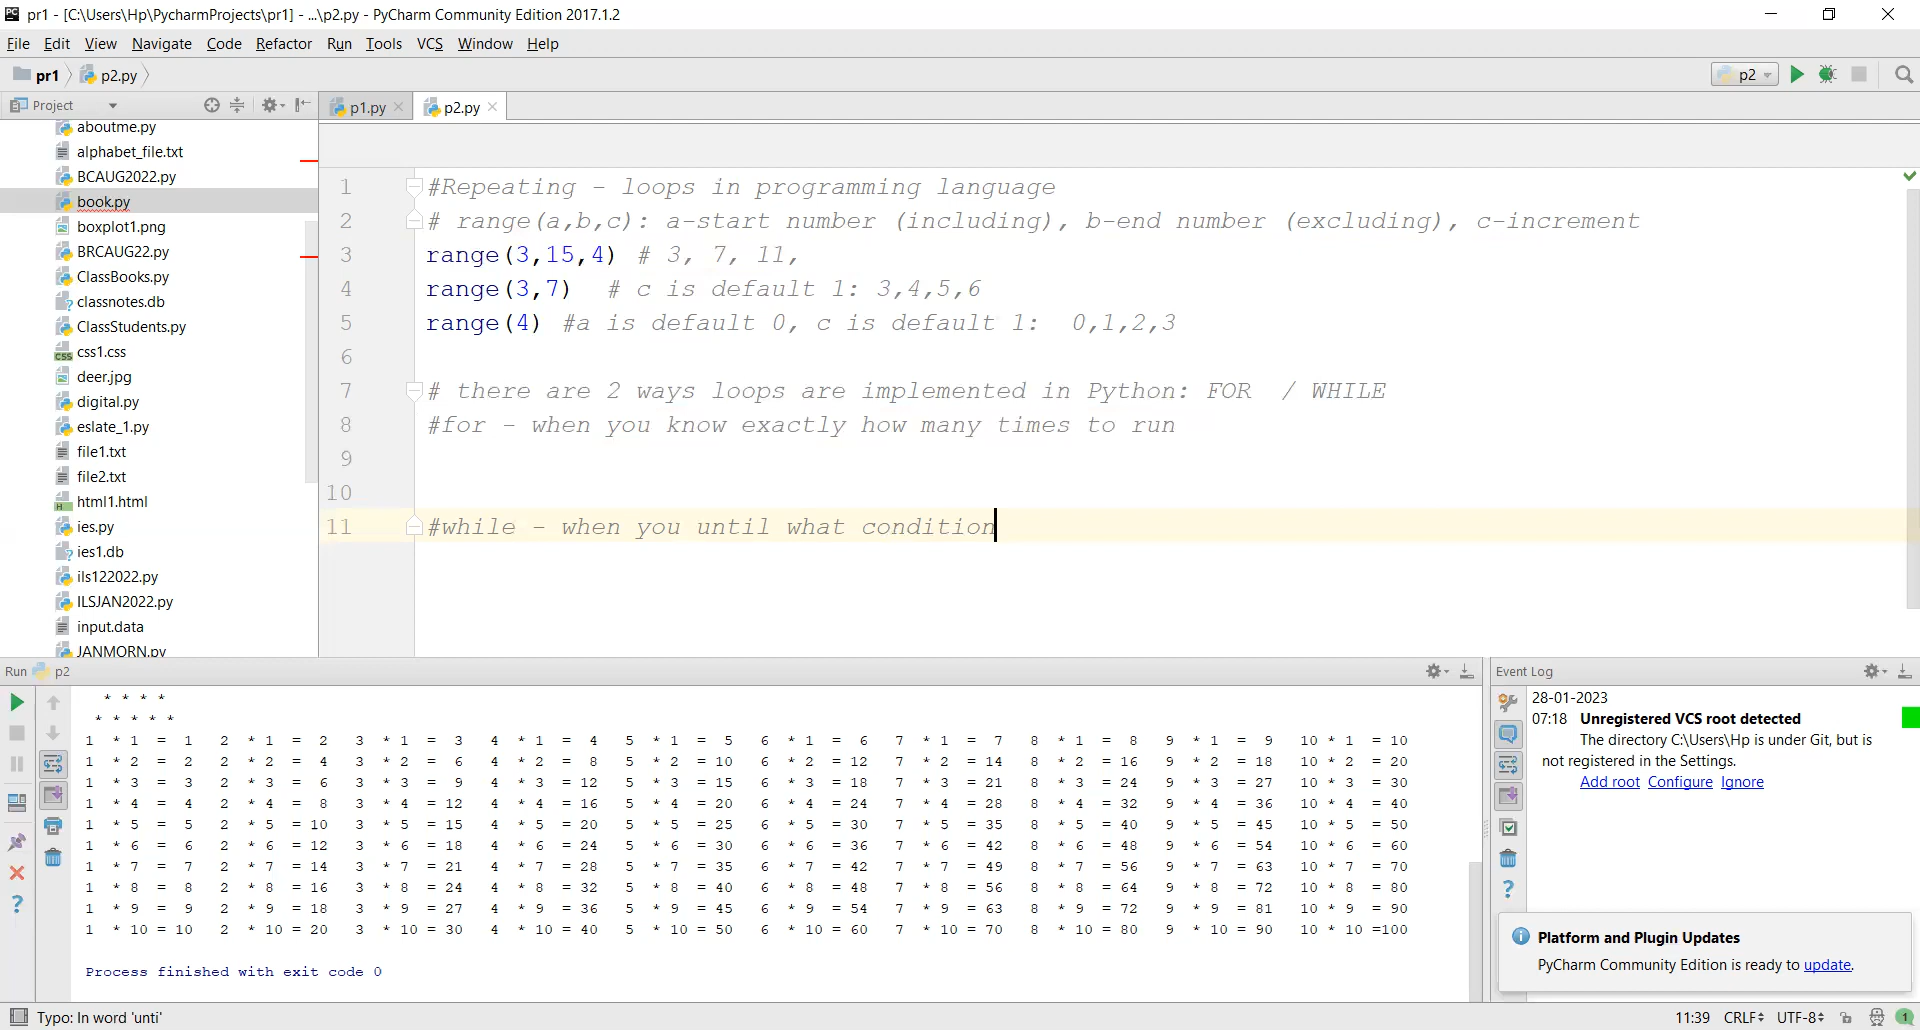 pr1 - [C:\Users\Hp\PycharmProjects\pr1] - ...\p2.py - PyCharm Community Edition 2017.1.2
File Edit View Navigate Code Refactor Run Tools VCS Window Help
pr1 p2.py p2
Project p1.py p2.py
aboutme.py
alphabet_file.txt
BCAUG2022.py
book.py
boxplot1.png
BRCAUG22.py
ClassBooks.py
classnotes.db
ClassStudents.py
css1.css
deer.jpg
digital.py
eslate_1.py
file1.txt
file2.txt
html1.html
ies.py
ies1.db
ils122022.py
ILSJAN2022.py
input.data
JANMORN.py
1 #Repeating - loops in programming language
2 # range(a,b,c): a-start number (including), b-end number (excluding), c-increment
3 range(3,15,4) # 3, 7, 11,
4 range(3,7) # c is default 1: 3,4,5,6
5 range(4) #a is default 0, c is default 1: 0,1,2,3
6
7 # there are 2 ways loops are implemented in Python: FOR / WHILE
8 #for - when you know exactly how many times to run
9
10
11 #while - when you until what condition
Run p2
* * * *
* * * * *
1 * 1 = 1 2 * 1 = 2 3 * 1 = 3 4 * 1 = 4 5 * 1 = 5 6 * 1 = 6 7 * 1 = 7 8 * 1 = 8 9 * 1 = 9 10 * 1 = 10
1 * 2 = 2 2 * 2 = 4 3 * 2 = 6 4 * 2 = 8 5 * 2 = 10 6 * 2 = 12 7 * 2 = 14 8 * 2 = 16 9 * 2 = 18 10 * 2 = 20
1 * 3 = 3 2 * 3 = 6 3 * 3 = 9 4 * 3 = 12 5 * 3 = 15 6 * 3 = 18 7 * 3 = 21 8 * 3 = 24 9 * 3 = 27 10 * 3 = 30
1 * 4 = 4 2 * 4 = 8 3 * 4 = 12 4 * 4 = 16 5 * 4 = 20 6 * 4 = 24 7 * 4 = 28 8 * 4 = 32 9 * 4 = 36 10 * 4 = 40
1 * 5 = 5 2 * 5 = 10 3 * 5 = 15 4 * 5 = 20 5 * 5 = 25 6 * 5 = 30 7 * 5 = 35 8 * 5 = 40 9 * 5 = 45 10 * 5 = 50
1 * 6 = 6 2 * 6 = 12 3 * 6 = 18 4 * 6 = 24 5 * 6 = 30 6 * 6 = 36 7 * 6 = 42 8 * 6 = 48 9 * 6 = 54 10 * 6 = 60
1 * 7 = 7 2 * 7 = 14 3 * 7 = 21 4 * 7 = 28 5 * 7 = 35 6 * 7 = 42 7 * 7 = 49 8 * 7 = 56 9 * 7 = 63 10 * 7 = 70
1 * 8 = 8 2 * 8 = 16 3 * 8 = 24 4 * 8 = 32 5 * 8 = 40 6 * 8 = 48 7 * 8 = 56 8 * 8 = 64 9 * 8 = 72 10 * 8 = 80
1 * 9 = 9 2 * 9 = 18 3 * 9 = 27 4 * 9 = 36 5 * 9 = 45 6 * 9 = 54 7 * 9 = 63 8 * 9 = 72 9 * 9 = 81 10 * 9 = 90
1 * 10 = 10 2 * 10 = 20 3 * 10 = 30 4 * 10 = 40 5 * 10 = 50 6 * 10 = 60 7 * 10 = 70 8 * 10 = 80 9 * 10 = 90 10 * 10 =100
Process finished with exit code 0
Event Log
28-01-2023
07:18 Unregistered VCS root detected
The directory C:\Users\Hp is under Git, but is
not registered in the Settings.
Add root Configure Ignore
Platform and Plugin Updates
PyCharm Community Edition is ready to update.
Typo: In word 'unti' 11:39 CRLF UTF-8 1